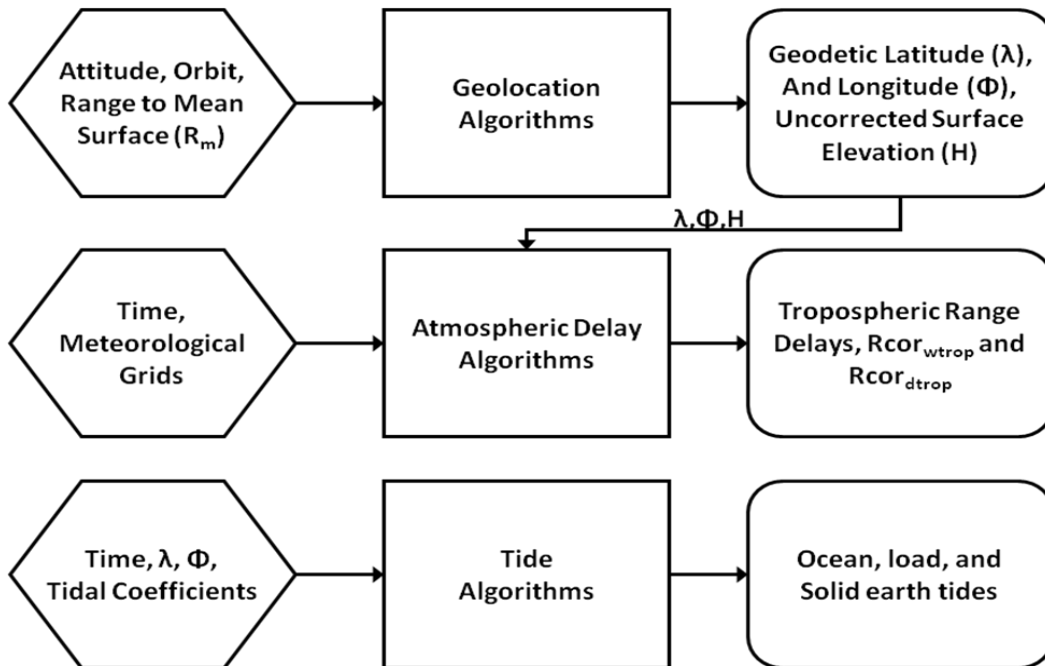 Attitude, Orbit,
Range to Mean
Surface (Rm)
Geolocation
Algorithms
Geodetic Latitude (λ),
And Longitude (Φ),
Uncorrected Surface
Elevation (H)
λ,Φ,H
Time,
Meteorological
Grids
Atmospheric Delay
Algorithms
Tropospheric Range
Delays, Rcorwtrop and
Rcordtrop
Time, λ, Φ,
Tidal Coefficients
Tide
Algorithms
Ocean, load, and
Solid earth tides